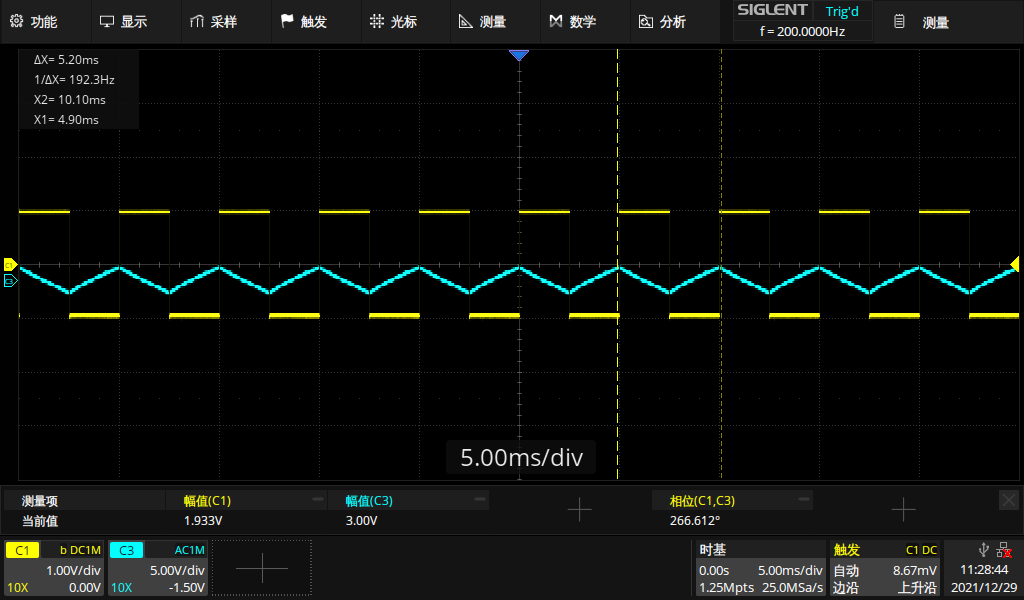 功能 显示 采样 触发 光标 测量 数学 分析 SIGLENT Trig'd 测量
f = 200.0000Hz
ΔX= 5.20ms
1/ΔX= 192.3Hz
X2= 10.10ms
X1= 4.90ms
C1
C3
5.00ms/div
测量项 幅值(C1) 幅值(C3) 相位(C1,C3)
当前值 1.933V 3.00V 266.612°
C1 b DC1M C3 AC1M 时基 触发 C1 DC
1.00V/div 5.00V/div 0.00s 5.00ms/div 自动 8.67mV 11:28:44
10X 0.00V 10X -1.50V 1.25Mpts 25.0MSa/s 边沿 上升沿 2021/12/29